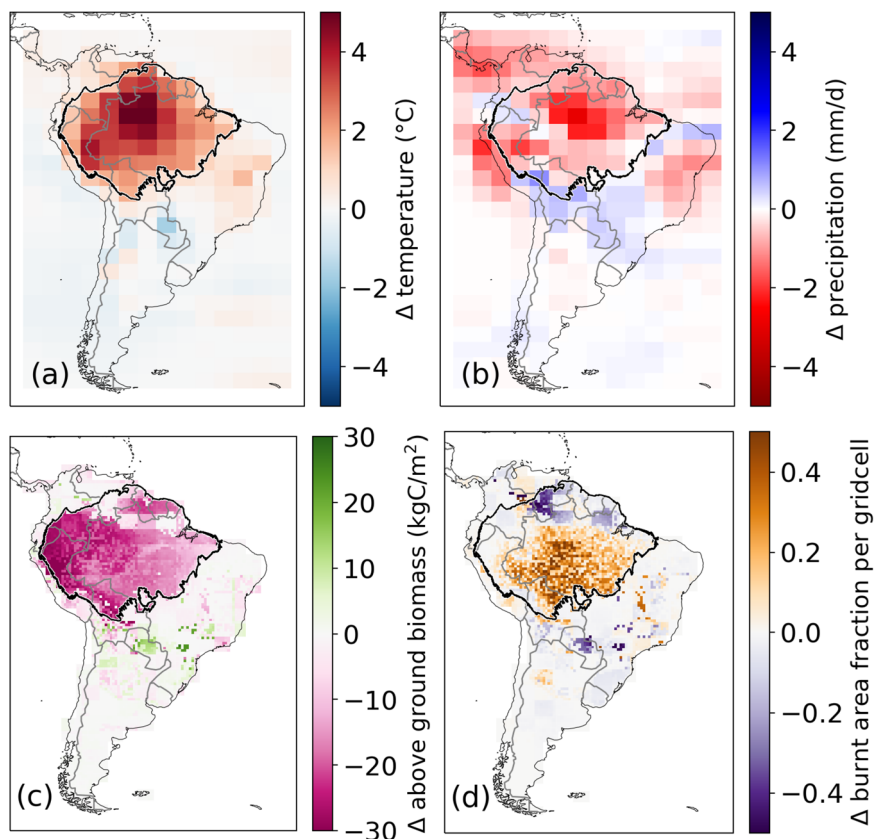 4
2
0
−2
−4
Δ temperature (°C)
(a)
4
2
0
−2
−4
Δ precipitation (mm/d)
(b)
30
20
10
0
−10
−20
−30
Δ above ground biomass (kgC/m²)
(c)
0.4
0.2
0.0
−0.2
−0.4
Δ burnt area fraction per gridcell
(d)